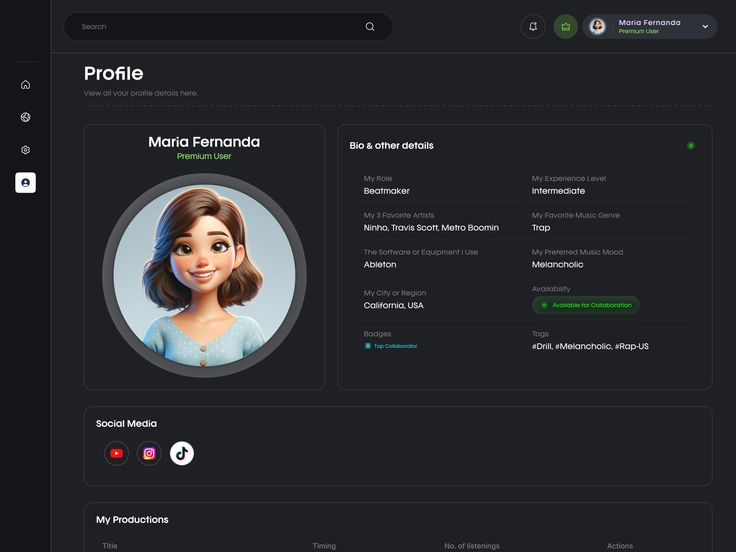 Search
Maria Fernanda
Premium User
Profile
View all your profile details here.
Maria Fernanda
Premium User
Bio & other details
My Role
Beatmaker
My Experience Level
Intermediate
My 3 Favorite Artists
Ninho, Travis Scott, Metro Boomin
My Favorite Music Genre
Trap
The Software or Equipment I Use
Ableton
My Preferred Music Mood
Melancholic
My City or Region
California, USA
Availability
Available for Collaboration
Badges
Top Collaborator
Tags
#Drill, #Melancholic, #Rap-US
Social Media
My Productions
Title Timing No. of listenings Actions